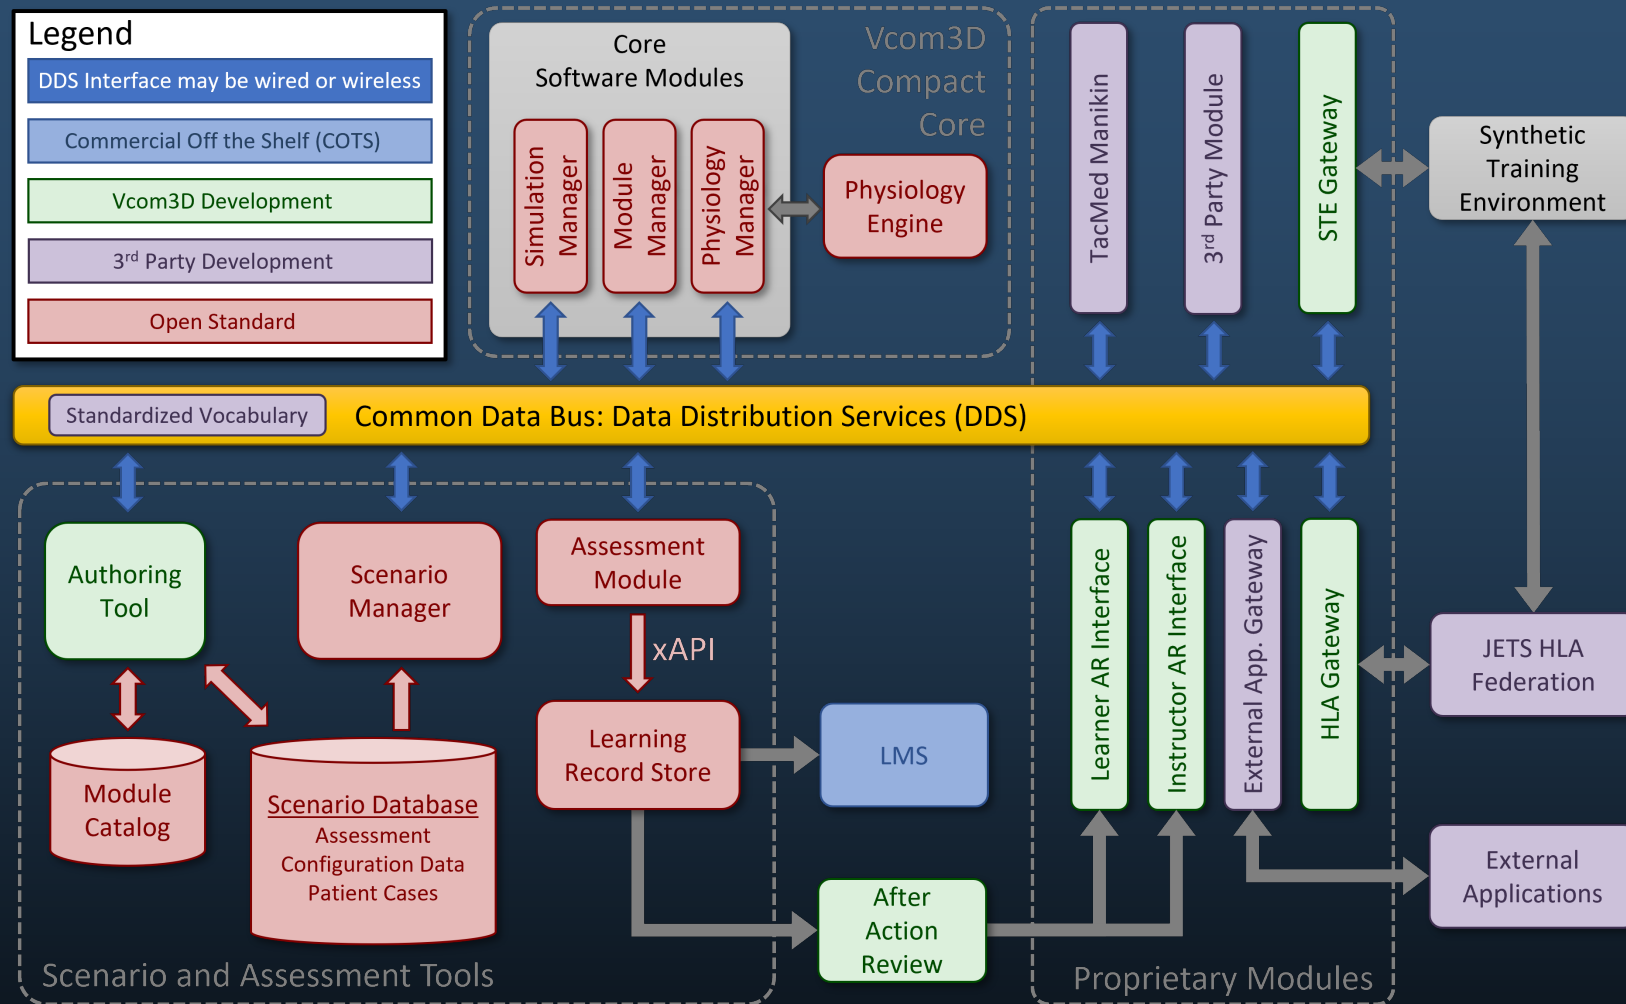 Legend
DDS Interface may be wired or wireless
Commercial Off the Shelf (COTS)
Vcom3D Development
3rd Party Development
Open Standard
Core
Software Modules
Simulation
Manager
Module
Manager
Physiology
Manager
Physiology
Engine
Vcom3D
Compact
Core
TacMed Manikin
3rd Party Module
STE Gateway
Synthetic
Training
Environment
Standardized Vocabulary
Common Data Bus: Data Distribution Services (DDS)
Authoring
Tool
Scenario
Manager
Assessment
Module
xAPI
Module
Catalog
Scenario Database
Assessment
Configuration Data
Patient Cases
Learning
Record Store
LMS
After
Action
Review
Learner AR Interface
Instructor AR Interface
External App. Gateway
HLA Gateway
JETS HLA
Federation
External
Applications
Scenario and Assessment Tools
Proprietary Modules